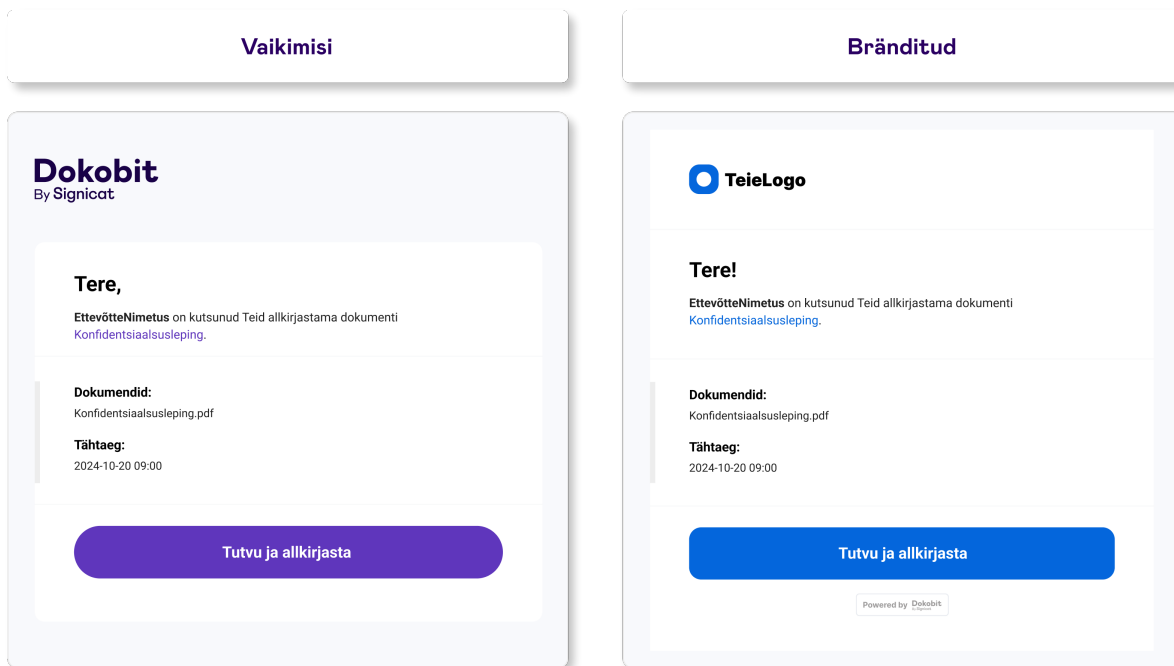 Vaikimisi
Bränditud
Dokobit
By Signicat
Tere,
EttevõtteNimetus on kutsunud Teid allkirjastama dokumenti
Konfidentsiaalsusleping.
Dokumendid:
Konfidentsiaalsusleping.pdf
Tähtaeg:
2024-10-20 09:00
Tutvu ja allkirjasta
TeieLogo
Tere!
EttevõtteNimetus on kutsunud Teid allkirjastama dokumenti
Konfidentsiaalsusleping.
Dokumendid:
Konfidentsiaalsusleping.pdf
Tähtaeg:
2024-10-20 09:00
Tutvu ja allkirjasta
Powered by Dokobit
By Signicat